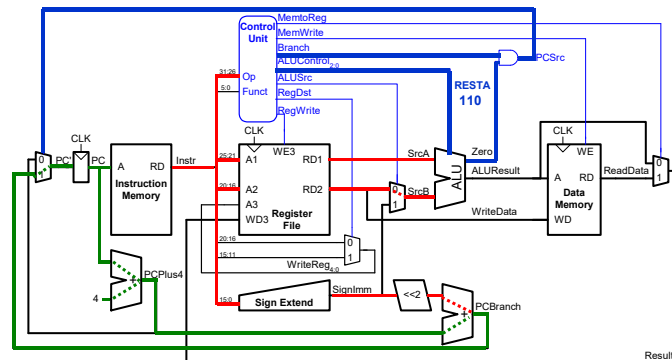 MemtoReg
Control
Unit
MemWrite
Branch
ALUControl2:0
PCSrc
31:26
Op
ALUSrc
5:0
Funct
RegDst
RESTA
110
RegWrite
CLK
CLK
CLK
WE3
Zero
WE
0
1
PC'
PC
A
RD
Instr
25:21
A1
RD1
SrcA
ALU
ALUResult
A
RD
ReadData
0
1
Instruction
Memory
20:16
A2
RD2
0
1
SrcB
Data
Memory
A3
WD3
Register
File
WriteData
WD
20:16
0
15:11
1
WriteReg4:0
PCPlus4
+
4
15:0
Sign Extend
SignImm
<<2
+
PCBranch
Result